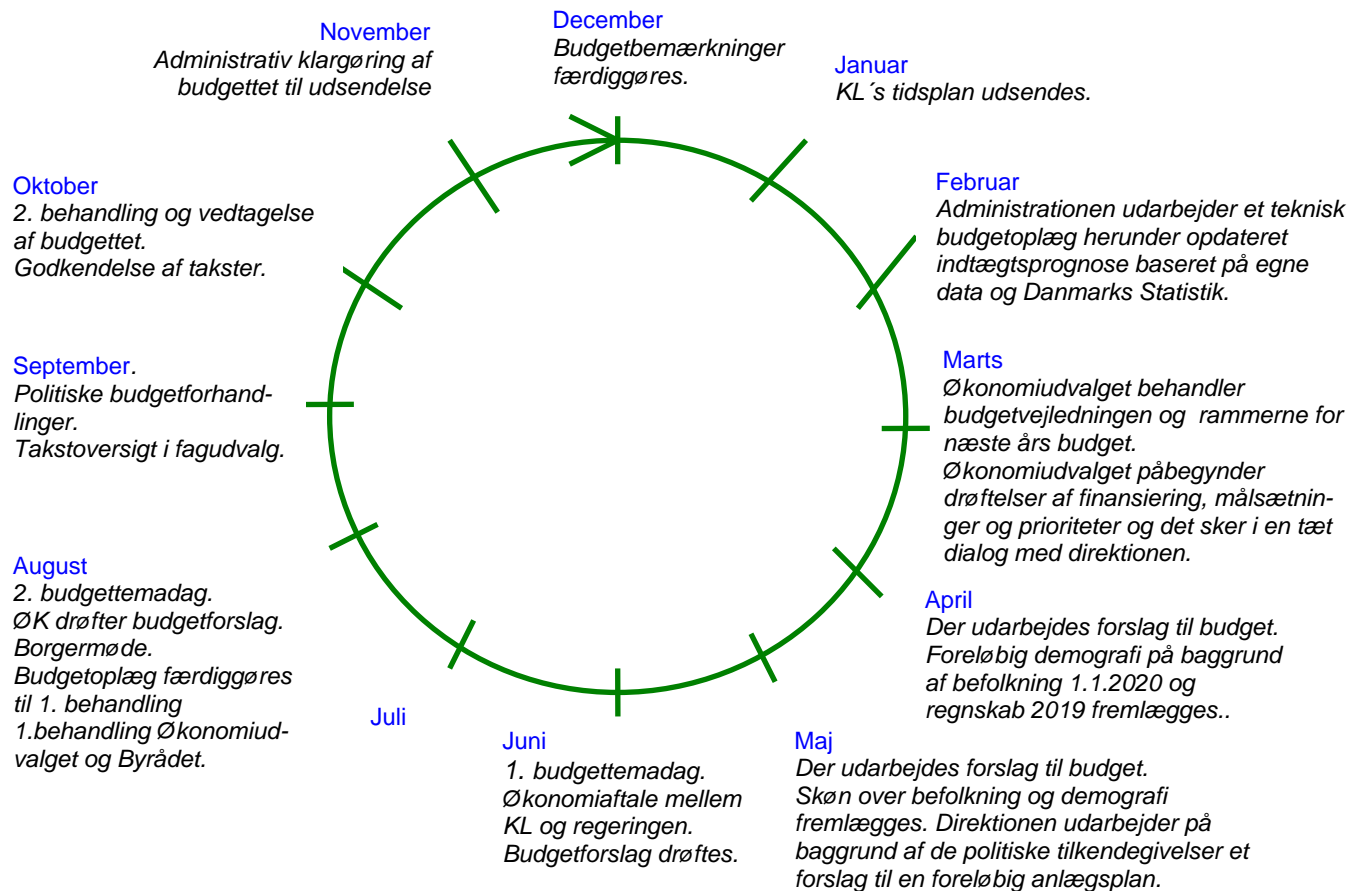 December
Budgetbemærkninger
færdiggøres.
Januar
KL´s tidsplan udsendes.
Februar
Administrationen udarbejder et teknisk
budgetoplæg herunder opdateret
indtægtsprognose baseret på egne
data og Danmarks Statistik.
Marts
Økonomiudvalget behandler
budgetvejledningen og rammerne for
næste års budget.
Økonomiudvalget påbegynder
drøftelser af finansiering, målsætnin-
ger og prioriteter og det sker i en tæt
dialog med direktionen.
April
Der udarbejdes forslag til budget.
Foreløbig demografi på baggrund
af befolkning 1.1.2020 og
regnskab 2019 fremlægges..
Maj
Der udarbejdes forslag til budget.
Skøn over befolkning og demografi
fremlægges. Direktionen udarbejder på
baggrund af de politiske tilkendegivelser et
forslag til en foreløbig anlægsplan.
Juni
1. budgettemadag.
Økonomiaftale mellem
KL og regeringen.
Budgetforslag drøftes.
Juli
August
2. budgettemadag.
ØK drøfter budgetforslag.
Borgermøde.
Budgetoplæg færdiggøres
til 1. behandling
1.behandling Økonomiud-
valget og Byrådet.
September.
Politiske budgetforhand-
linger.
Takstoversigt i fagudvalg.
Oktober
2. behandling og vedtagelse
af budgettet.
Godkendelse af takster.
November
Administrativ klargøring af
budgettet til udsendelse